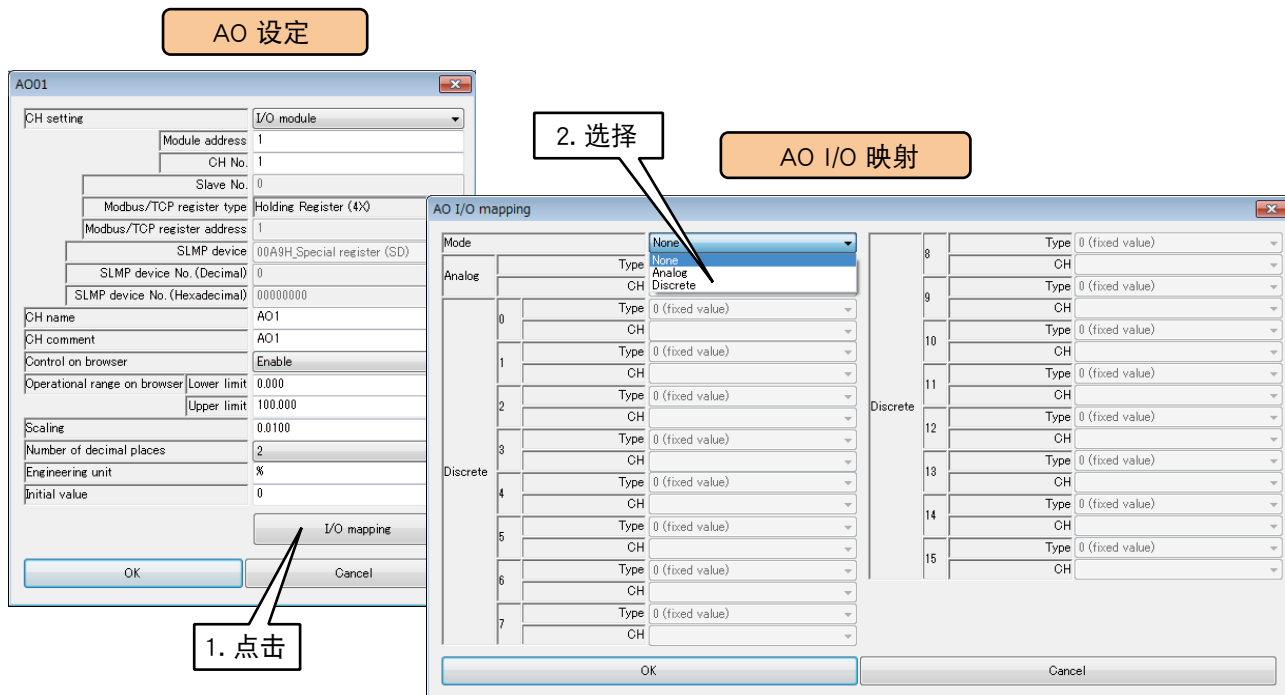 AO 设定
AO01
CH setting I/O module
Module address 1
CH No. 1
Slave No. 0
Modbus/TCP register type Holding Register (4X)
Modbus/TCP register address 1
SLMP device 00A9H_Special register (SD)
SLMP device No. (Decimal) 0
SLMP device No. (Hexadecimal) 00000000
CH name AO1
CH comment AO1
Control on browser Enable
Operational range on browser Lower limit 0.000
Upper limit 100.000
Scaling 0.0100
Number of decimal places 2
Engineering unit %
Initial value 0
I/O mapping
OK Cancel
1. 点击
2. 选择
AO I/O 映射
AO I/O mapping
Mode None
None
Analog
Discrete
Analog Type
CH
Discrete
0 Type 0 (fixed value)
CH
1 Type 0 (fixed value)
CH
2 Type 0 (fixed value)
CH
3 Type 0 (fixed value)
CH
4 Type 0 (fixed value)
CH
5 Type 0 (fixed value)
CH
6 Type 0 (fixed value)
CH
7 Type 0 (fixed value)
CH
Discrete
8 Type 0 (fixed value)
CH
9 Type 0 (fixed value)
CH
10 Type 0 (fixed value)
CH
11 Type 0 (fixed value)
CH
12 Type 0 (fixed value)
CH
13 Type 0 (fixed value)
CH
14 Type 0 (fixed value)
CH
15 Type 0 (fixed value)
CH
OK Cancel